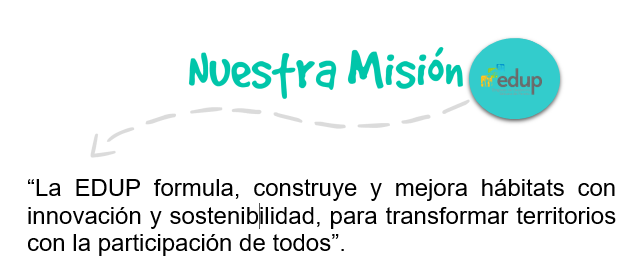 Nuestra Misión
edup
“La EDUP formula, construye y mejora hábitats con
innovación y sostenibilidad, para transformar territorios
con la participación de todos”.